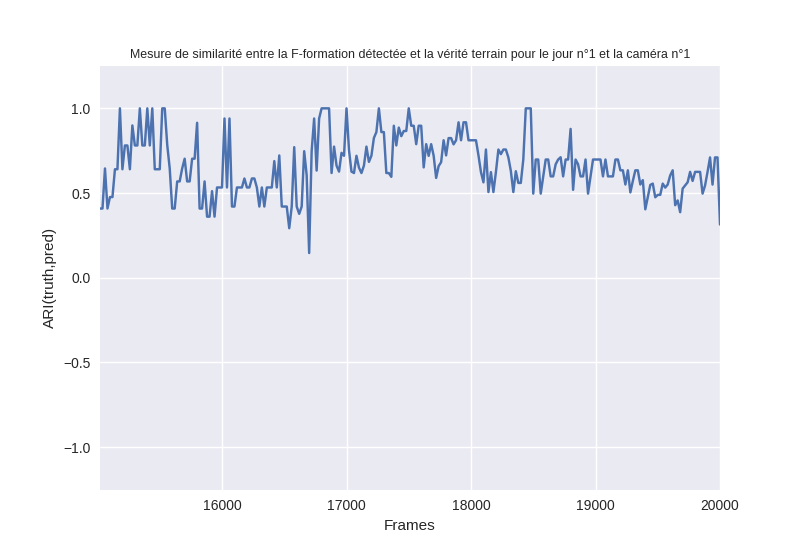 Mesure de similarité entre la F-formation détectée et la vérité terrain pour le jour n°1 et la caméra n°1
1.0
0.5
0.0
−0.5
−1.0
ARI(truth,pred)
16000 17000 18000 19000 20000
Frames